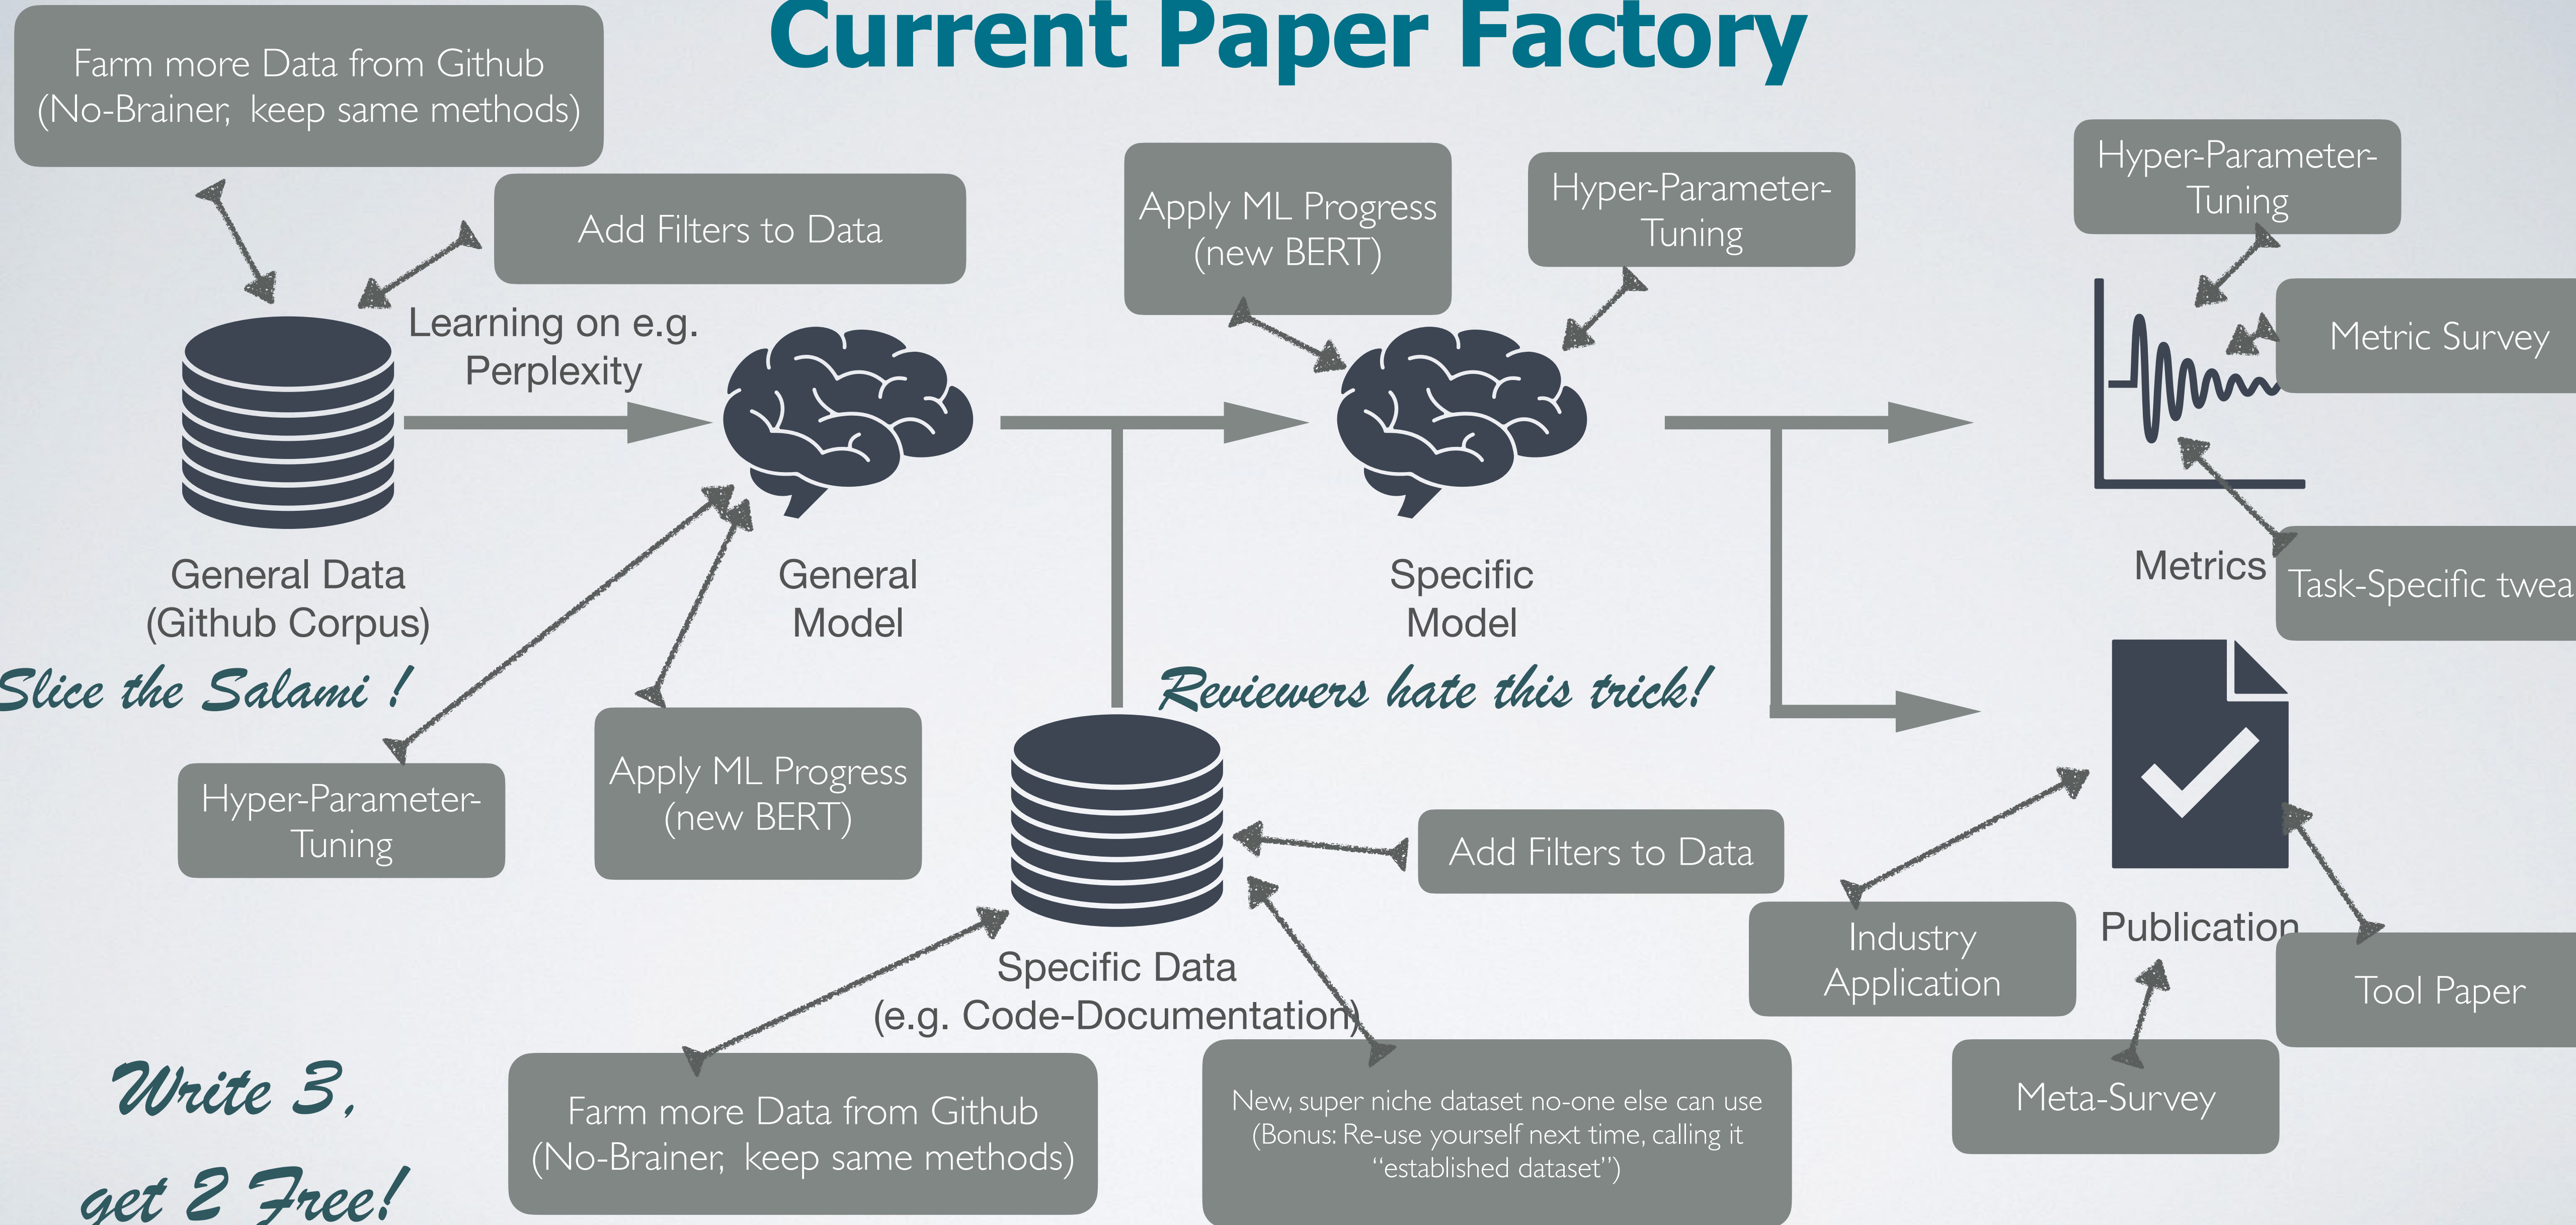 Current Paper Factory
Farm more Data from Github
(No-Brainer, keep same methods)
Add Filters to Data
Apply ML Progress
(new BERT)
Hyper-Parameter-
Tuning
Hyper-Parameter-
Tuning
Metric Survey
Learning on e.g.
Perplexity
General Data
(Github Corpus)
General
Model
Specific
Model
Metrics
Task-Specific twea
Slice the Salami !
Reviewers hate this trick!
Hyper-Parameter-
Tuning
Apply ML Progress
(new BERT)
Add Filters to Data
Industry
Application
Publication
Tool Paper
Specific Data
(e.g. Code-Documentation)
Write 3,
get 2 Free!
Farm more Data from Github
(No-Brainer, keep same methods)
New, super niche dataset no-one else can use
(Bonus: Re-use yourself next time, calling it
“established dataset”)
Meta-Survey